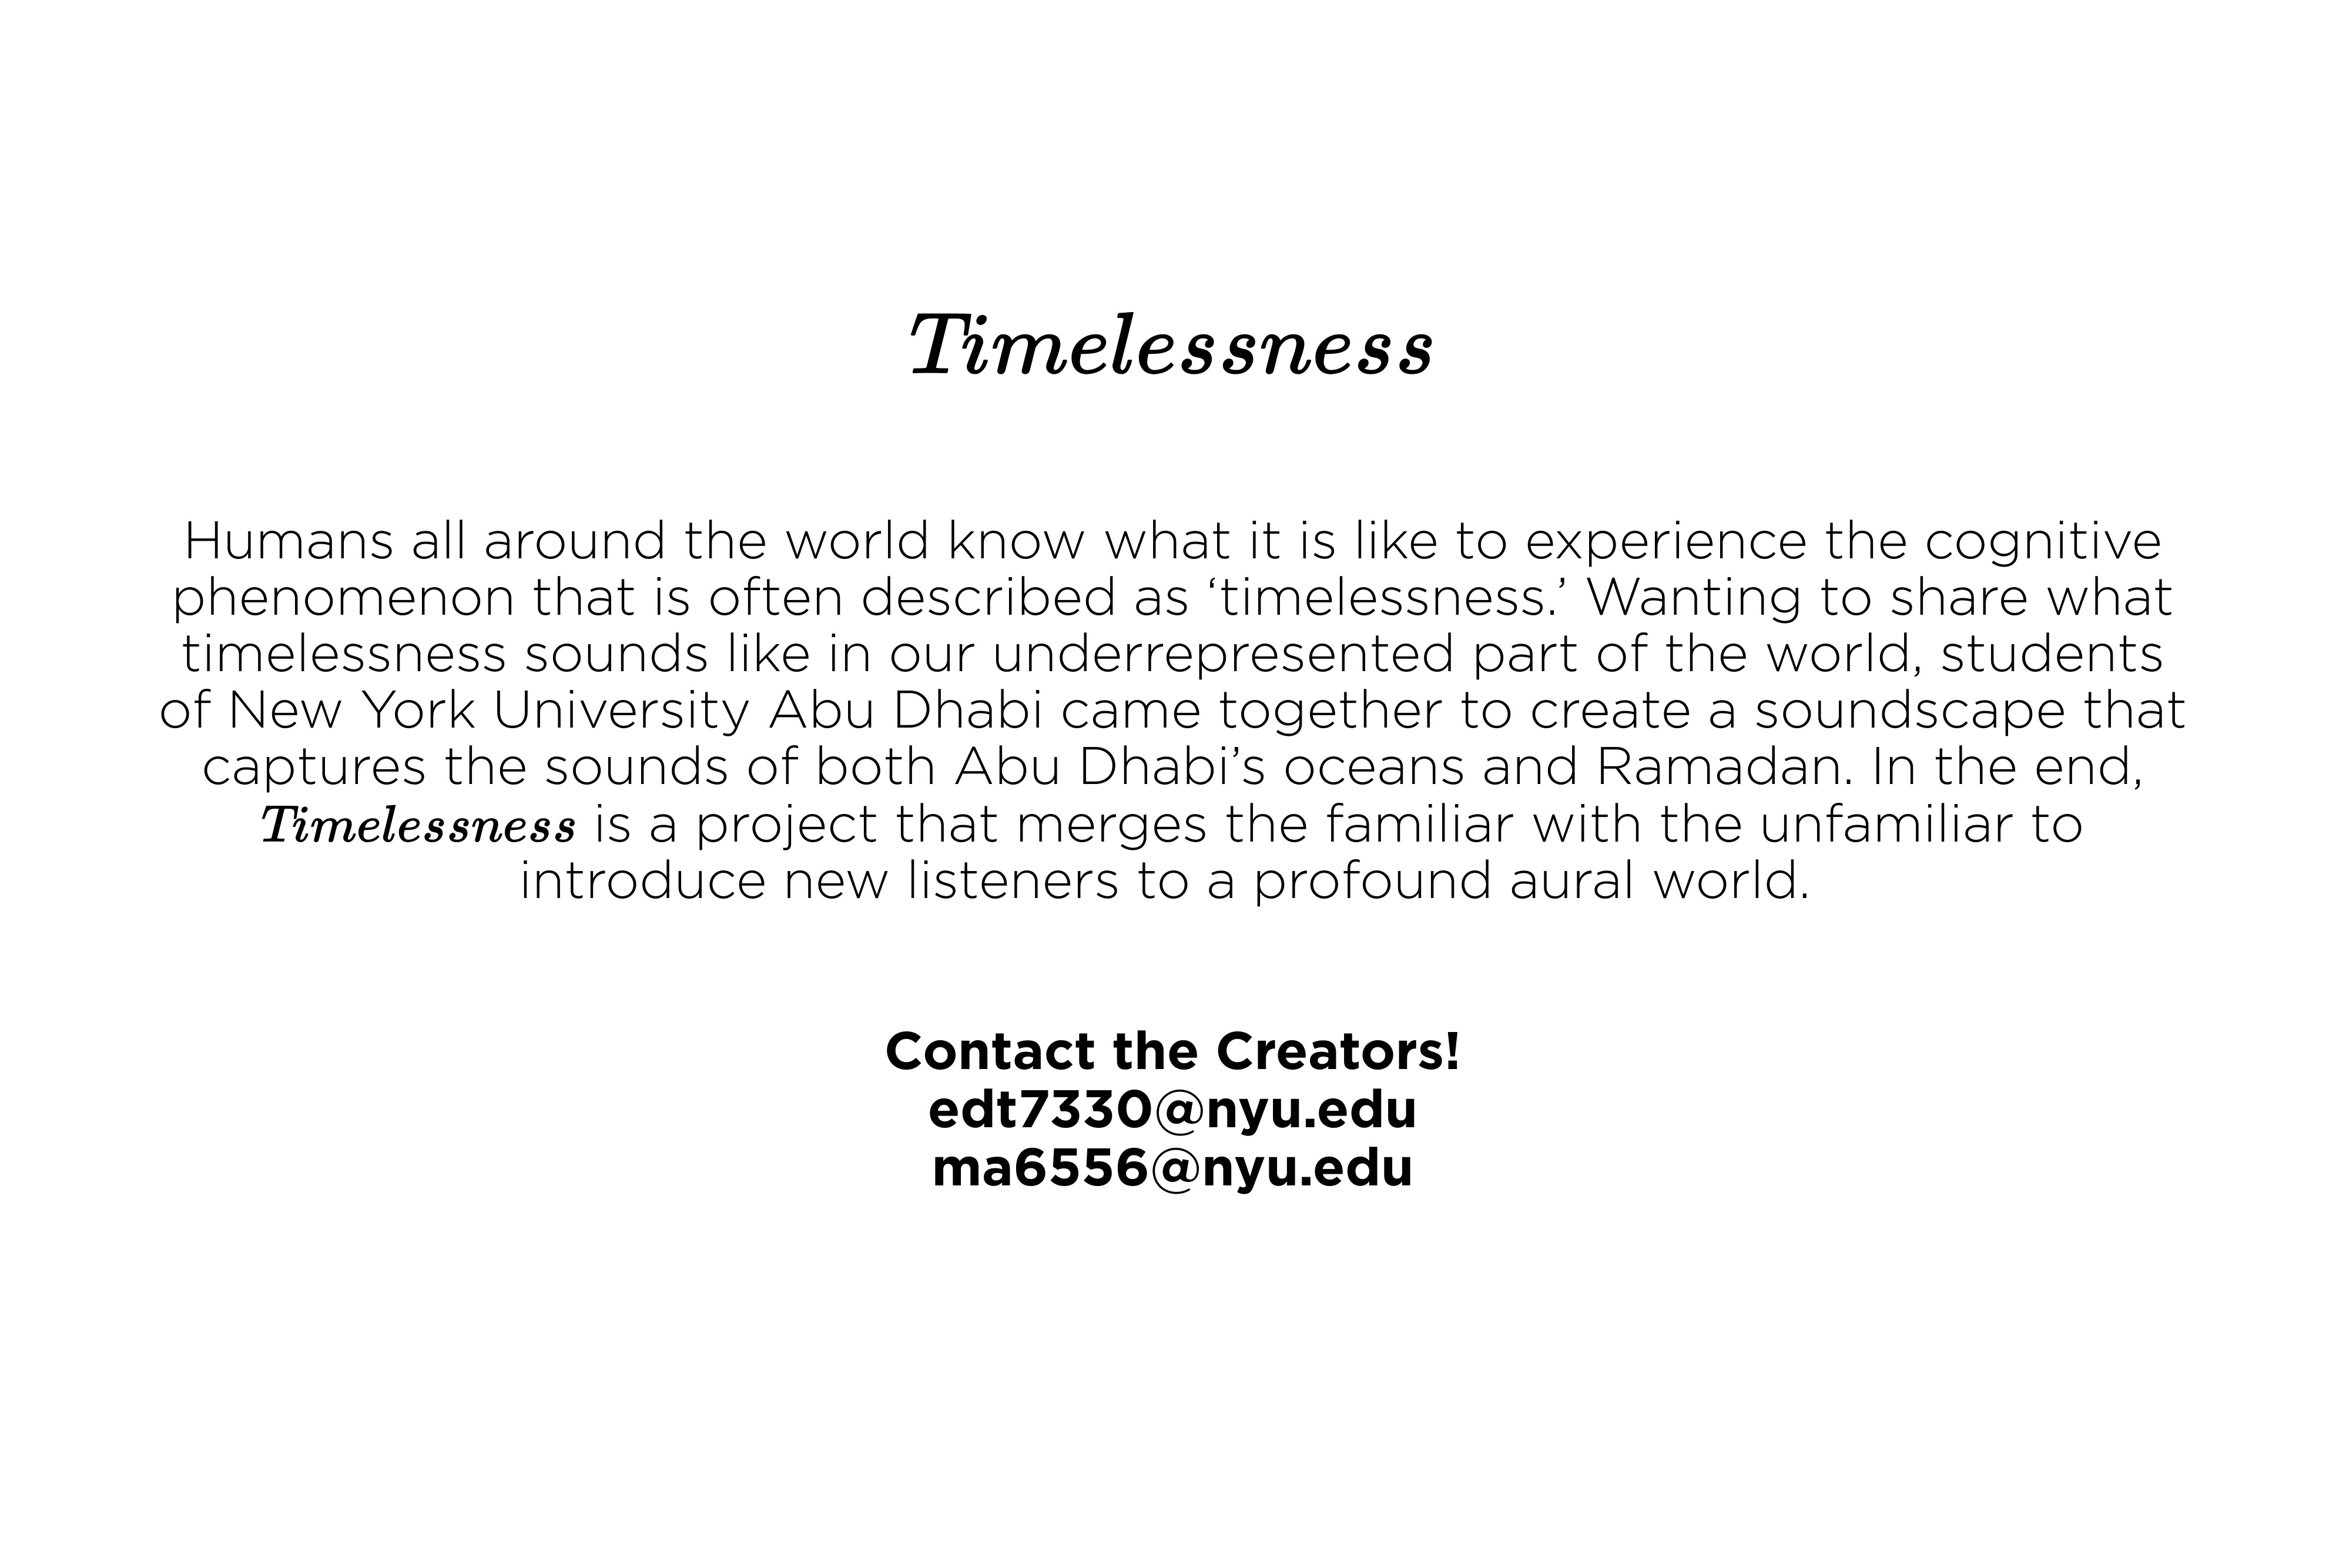 Timelessness
Humans all around the world know what it is like to experience the cognitive
phenomenon that is often described as ‘timelessness.’ Wanting to share what
timelessness sounds like in our underrepresented part of the world, students
of New York University Abu Dhabi came together to create a soundscape that
captures the sounds of both Abu Dhabi’s oceans and Ramadan. In the end,
Timelessness is a project that merges the familiar with the unfamiliar to
introduce new listeners to a profound aural world.
Contact the Creators!
edt7330@nyu.edu
ma6556@nyu.edu